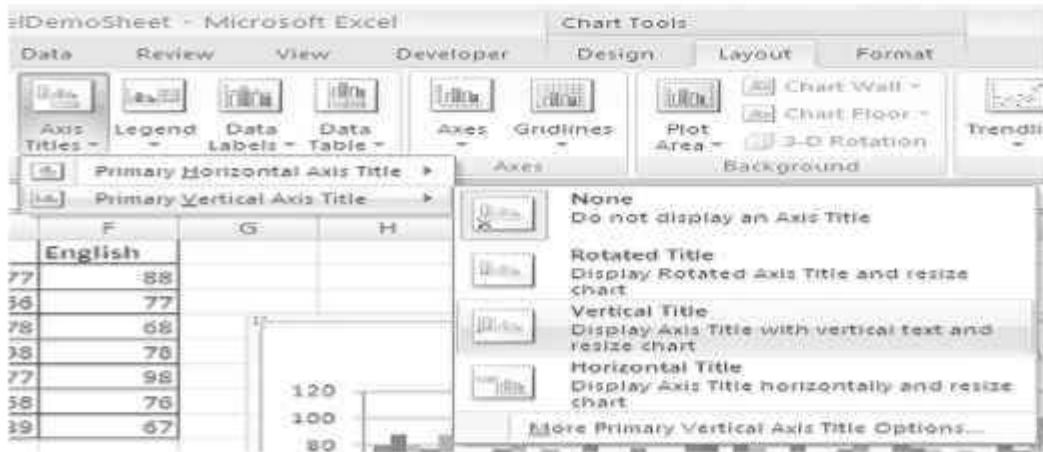 elDemoSheet - Microsoft Excel
Chart Tools
Data Review View Developer Design Layout Format
Axis Titles
Legend
Data Labels
Data Table
Axes
Gridlines
Plot Area
Chart Wall
Chart Floor
3-D Rotation
Trendli
Axes
Background
Primary Horizontal Axis Title
Primary Vertical Axis Title
None
Do not display an Axis Title
Rotated Title
Display Rotated Axis Title and resize
chart
Vertical Title
Display Axis Title with vertical text and
resize chart
Horizontal Title
Display Axis Title horizontally and resize
chart
More Primary Vertical Axis Title Options...
F G H
English
77 88
77
78 68
98 78
77 98
76
67
120
100
80